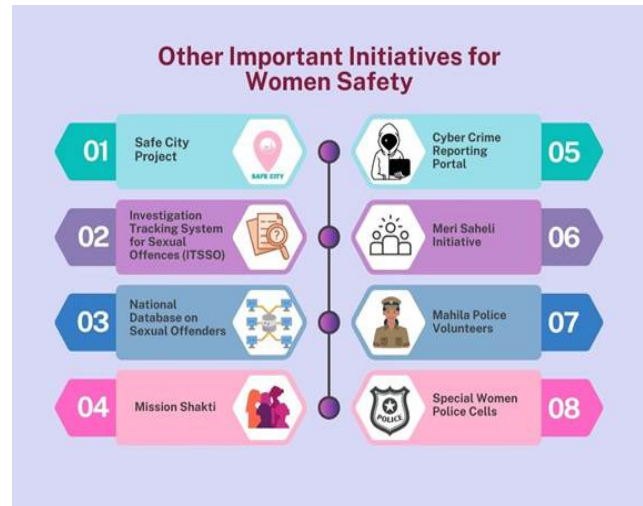 Other Important Initiatives for
Women Safety
01
Safe City
Project
SAFE CITY
02
Investigation
Tracking System
for Sexual
Offences (ITSSO)
?
03
National
Database on
Sexual Offenders
04
Mission Shakti
Cyber Crime
Reporting
Portal
05
Meri Saheli
Initiative
06
Mahila Police
Volunteers
07
POLICE
Special Women
Police Cells
08